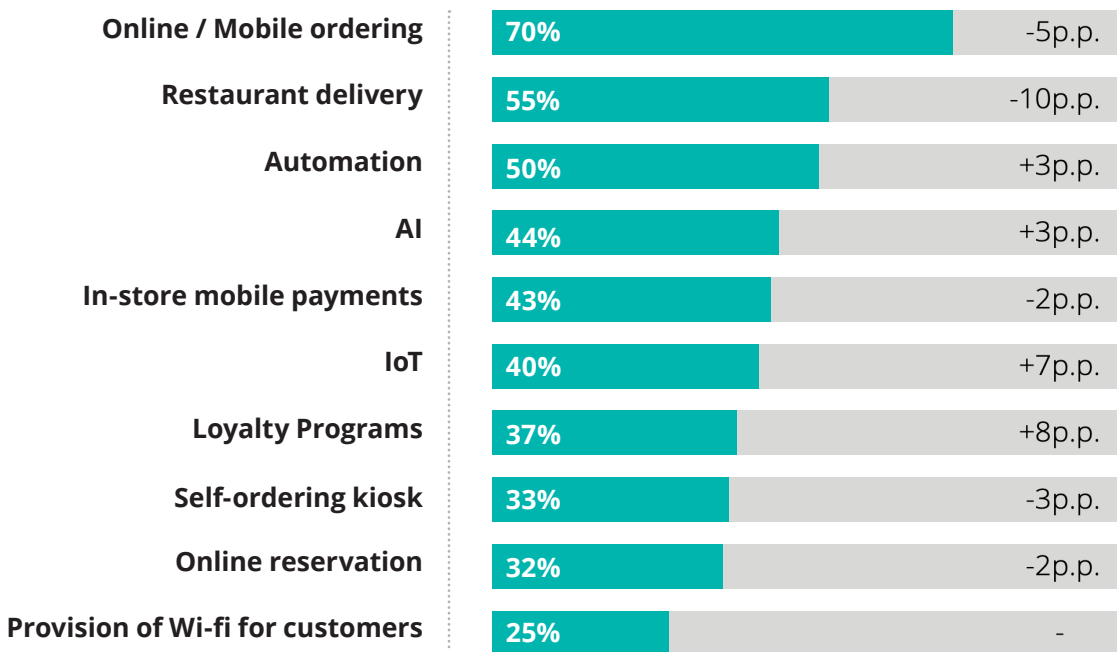 Online / Mobile ordering 70% -5p.p.
Restaurant delivery 55% -10p.p.
Automation 50% +3p.p.
AI 44% +3p.p.
In-store mobile payments 43% -2p.p.
IoT 40% +7p.p.
Loyalty Programs 37% +8p.p.
Self-ordering kiosk 33% -3p.p.
Online reservation 32% -2p.p.
Provision of Wi-fi for customers 25% -